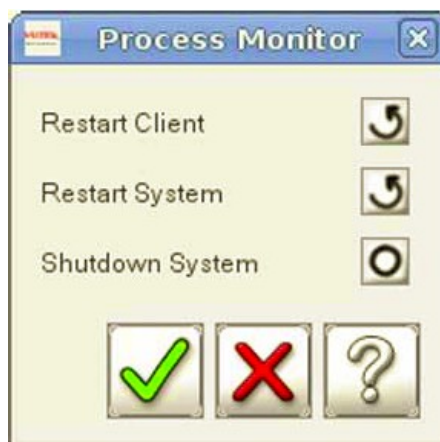 Process Monitor
Restart Client
Restart System
Shutdown System